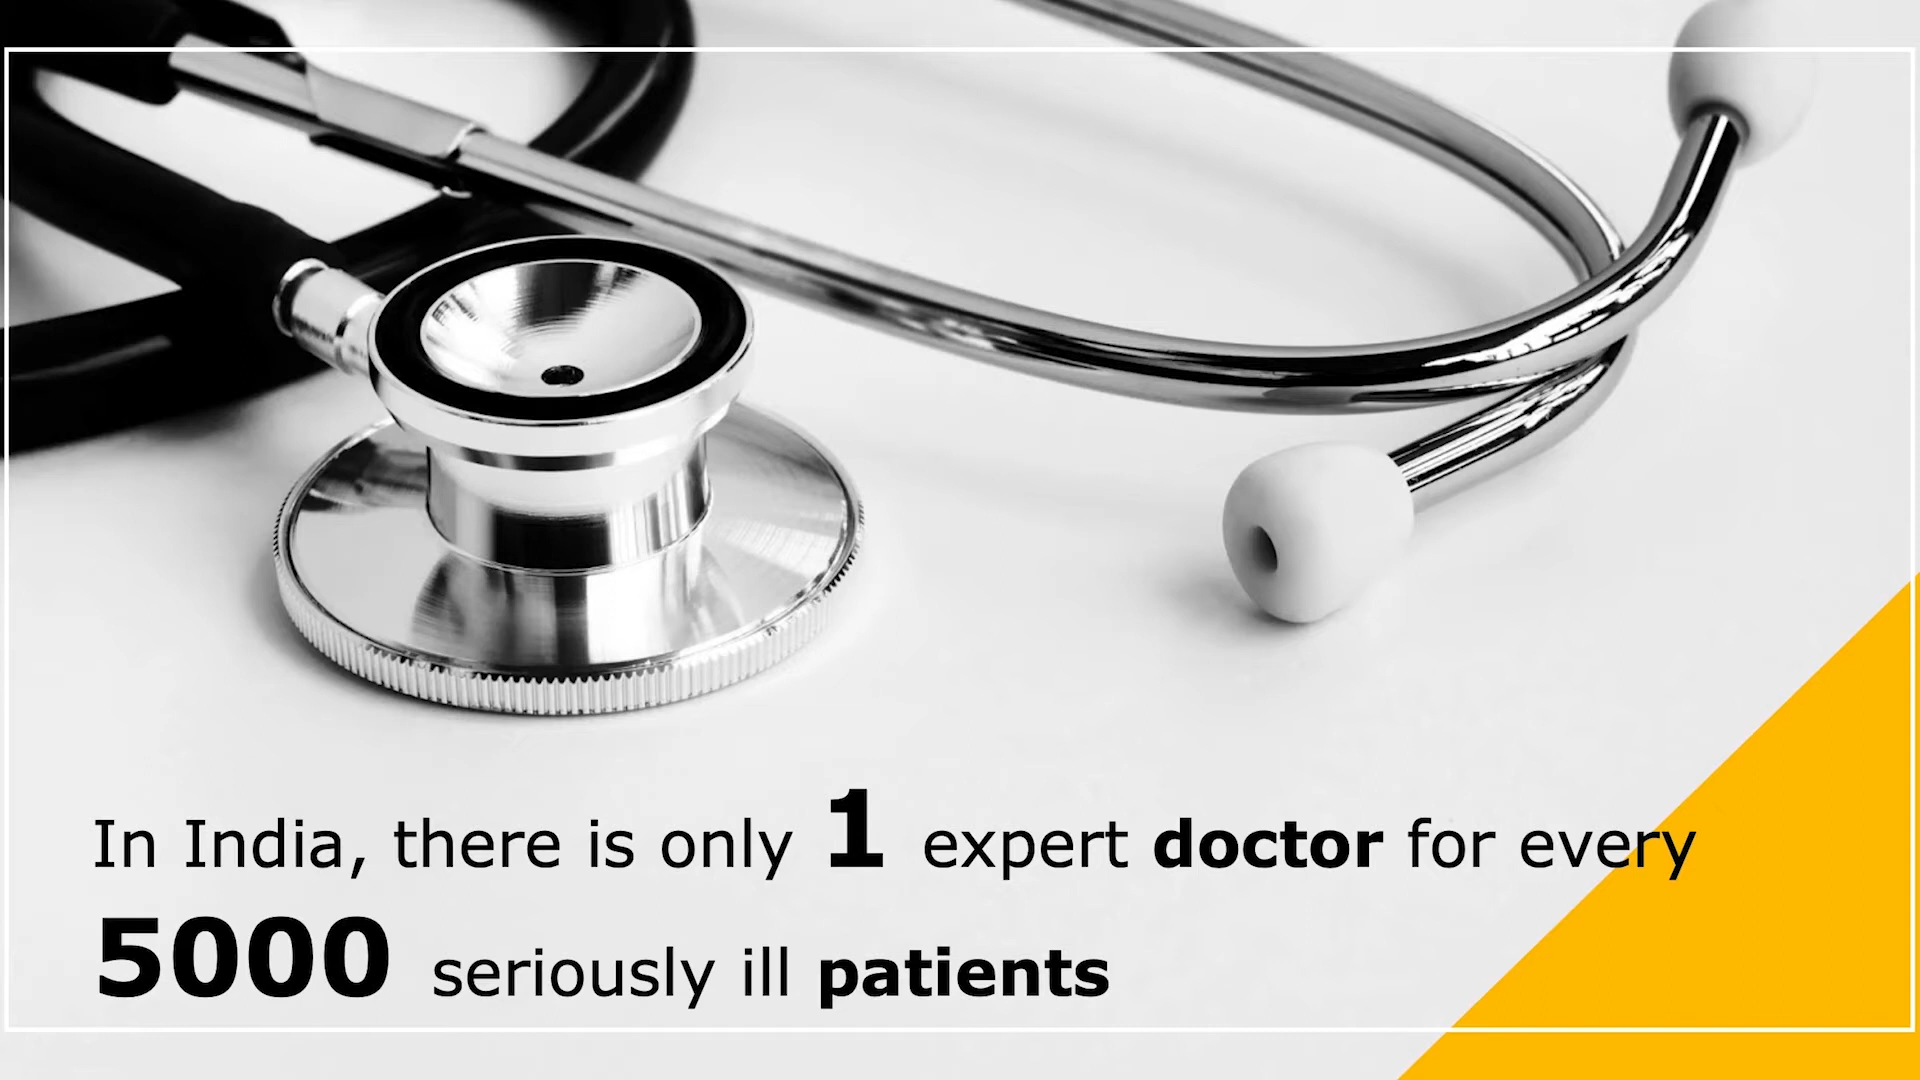 In India, there is only 1 expert doctor for every
5000 seriously ill patients